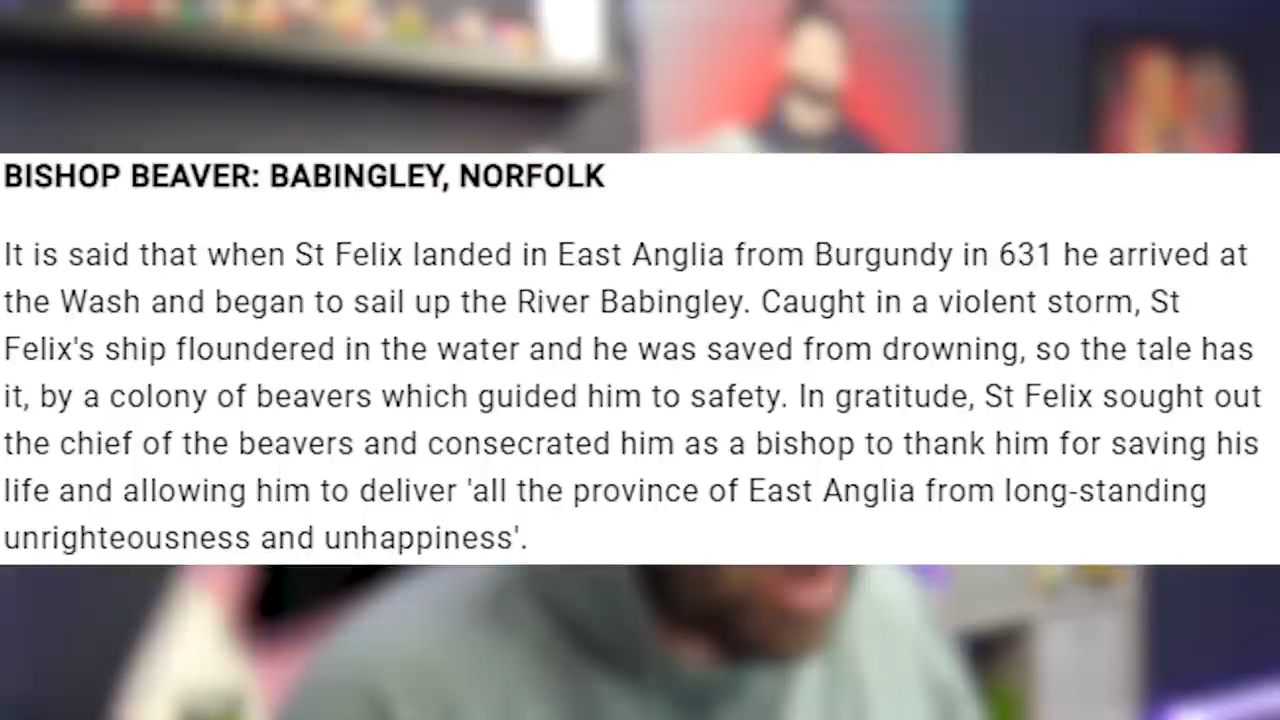 BISHOP BEAVER: BABINGLEY, NORFOLK
It is said that when St Felix landed in East Anglia from Burgundy in 631 he arrived at
the Wash and began to sail up the River Babingley. Caught in a violent storm, St
Felix's ship floundered in the water and he was saved from drowning, so the tale has
it, by a colony of beavers which guided him to safety. In gratitude, St Felix sought out
the chief of the beavers and consecrated him as a bishop to thank him for saving his
life and allowing him to deliver 'all the province of East Anglia from long-standing
unrighteousness and unhappiness'.